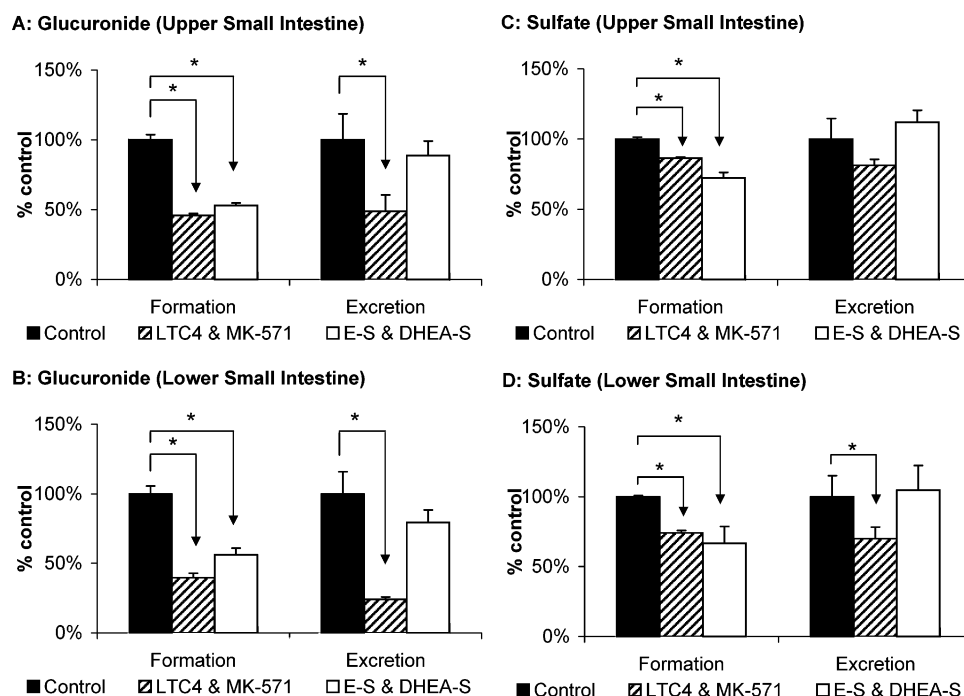 A: Glucuronide (Upper Small Intestine)
150%
100%
50%
0%
% control
*
*
*
Formation
Excretion
Control
LTC4 & MK-571
E-S & DHEA-S
C: Sulfate (Upper Small Intestine)
150%
100%
50%
0%
% control
*
*
Formation
Excretion
Control
LTC4 & MK-571
E-S & DHEA-S
B: Glucuronide (Lower Small Intestine)
150%
100%
50%
0%
% control
*
*
*
Formation
Excretion
Control
LTC4 & MK-571
E-S & DHEA-S
D: Sulfate (Lower Small Intestine)
150%
100%
50%
0%
% control
*
*
*
Formation
Excretion
Control
LTC4 & MK-571
E-S & DHEA-S